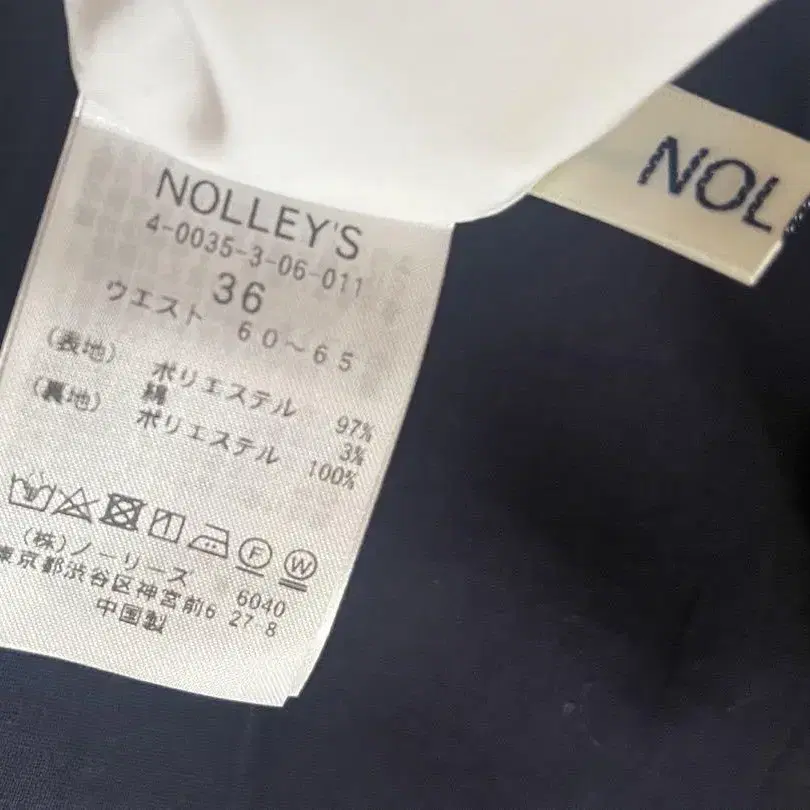 NOLLEY'S
4-0035-3-06-011
36
ウエスト 60～65
(表地) ポリエステル 97%
綿 3%
(裏地) ポリエステル 100%
F W
(株)ノーリーズ 6040
東京都渋谷区神宮前6 27 8
中国製
NOL